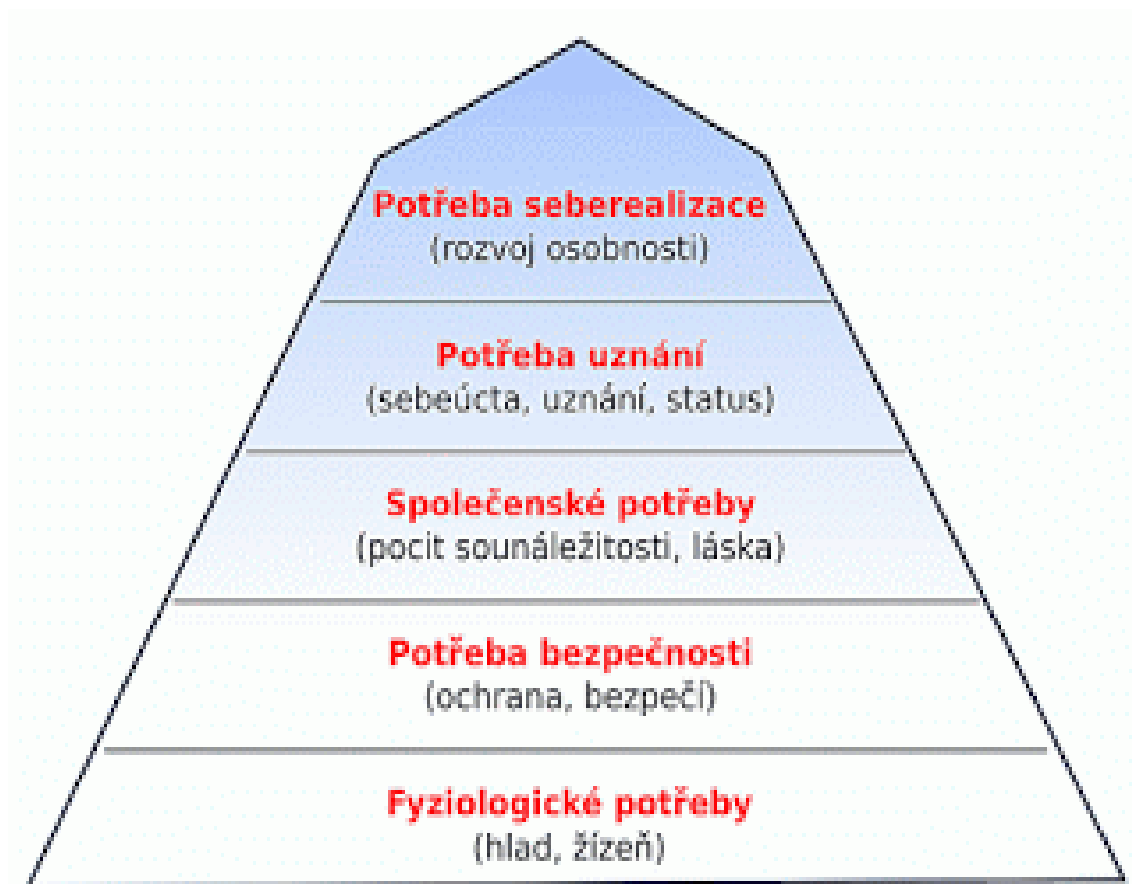 Potřeba seberealizace
(rozvoj osobnosti)
Potřeba uznání
(sebeúcta, uznání, status)
Společenské potřeby
(pocit sounáležitosti, láska)
Potřeba bezpečnosti
(ochrana, bezpečí)
Fyziologické potřeby
(hlad, žízeň)